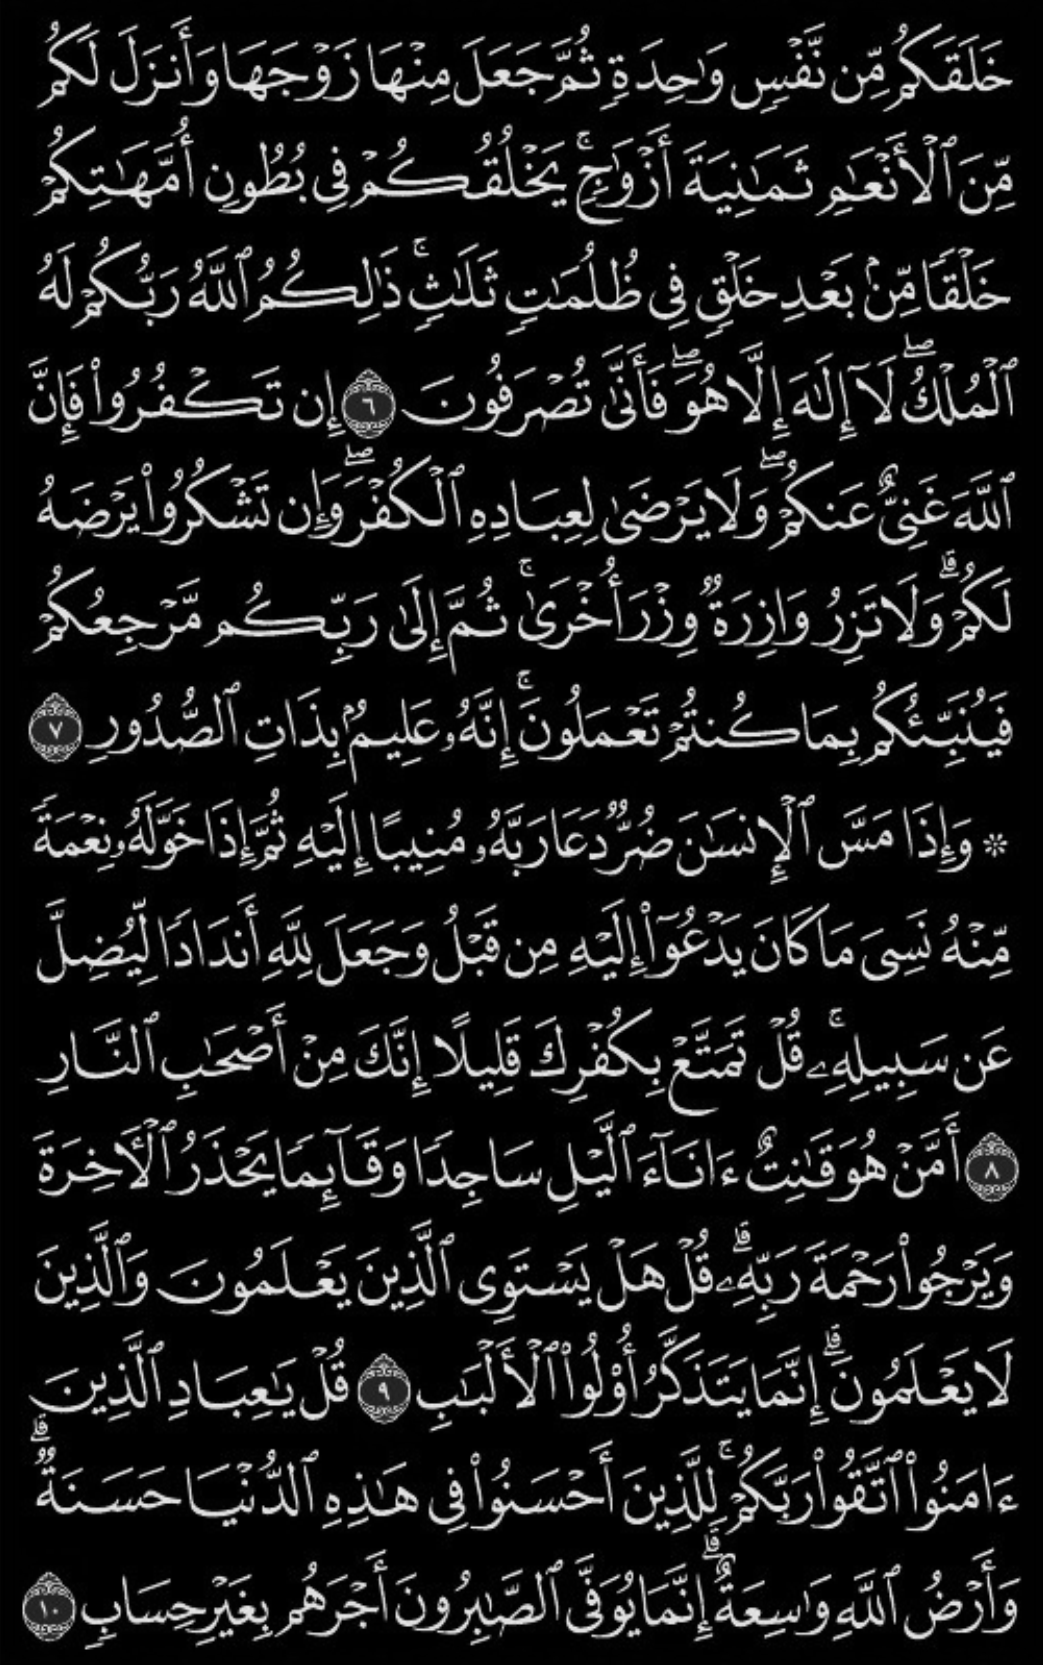 خَلَقَكُم مِّن نَّفْسٍ وَٰحِدَةٍ ثُمَّ جَعَلَ مِنْهَا زَوْجَهَا وَأَنزَلَ لَكُم
مِّنَ ٱلْأَنْعَٰمِ ثَمَٰنِيَةَ أَزْوَٰجٍ ۚ يَخْلُقُكُمْ فِى بُطُونِ أُمَّهَٰتِكُمْ
خَلْقًا مِّنۢ بَعْدِ خَلْقٍ فِى ظُلُمَٰتٍ ثَلَٰثٍ ۚ ذَٰلِكُمُ ٱللَّهُ رَبُّكُمْ لَهُ
ٱلْمُلْكُ ۖ لَآ إِلَٰهَ إِلَّا هُوَ ۖ فَأَنَّىٰ تُصْرَفُونَ ٦ إِن تَكْفُرُوا۟ فَإِنَّ
ٱللَّهَ غَنِىٌّ عَنكُمْ ۖ وَلَا يَرْضَىٰ لِعِبَادِهِ ٱلْكُفْرَ ۖ وَإِن تَشْكُرُوا۟ يَرْضَهُ
لَكُمْ ۗ وَلَا تَزِرُ وَازِرَةٌ وِزْرَ أُخْرَىٰ ۚ ثُمَّ إِلَىٰ رَبِّكُم مَّرْجِعُكُمْ
فَيُنَبِّئُكُم بِمَا كُنتُمْ تَعْمَلُونَ ۚ إِنَّهُۥ عَلِيمٌۢ بِذَاتِ ٱلصُّدُورِ ٧
۞ وَإِذَا مَسَّ ٱلْإِنسَٰنَ ضُرٌّ دَعَا رَبَّهُۥ مُنِيبًا إِلَيْهِ ثُمَّ إِذَا خَوَّلَهُۥ نِعْمَةً
مِّنْهُ نَسِىَ مَا كَانَ يَدْعُوٓا۟ إِلَيْهِ مِن قَبْلُ وَجَعَلَ لِلَّهِ أَندَادًا لِّيُضِلَّ
عَن سَبِيلِهِۦ ۚ قُلْ تَمَتَّعْ بِكُفْرِكَ قَلِيلًا إِنَّكَ مِنْ أَصْحَٰبِ ٱلنَّارِ
٨ أَمَّنْ هُوَ قَٰنِتٌ ءَانَآءَ ٱلَّيْلِ سَاجِدًا وَقَآئِمًا يَحْذَرُ ٱلْءَاخِرَةَ
وَيَرْجُوا۟ رَحْمَةَ رَبِّهِۦ ۗ قُلْ هَلْ يَسْتَوِى ٱلَّذِينَ يَعْلَمُونَ وَٱلَّذِينَ
لَا يَعْلَمُونَ ۗ إِنَّمَا يَتَذَكَّرُ أُو۟لُوا۟ ٱلْأَلْبَٰبِ ٩ قُلْ يَٰعِبَادِ ٱلَّذِينَ
ءَامَنُوا۟ ٱتَّقُوا۟ رَبَّكُمْ ۚ لِلَّذِينَ أَحْسَنُوا۟ فِى هَٰذِهِ ٱلدُّنْيَا حَسَنَةٌ ۗ
وَأَرْضُ ٱللَّهِ وَٰسِعَةٌ ۗ إِنَّمَا يُوَفَّى ٱلصَّٰبِرُونَ أَجْرَهُم بِغَيْرِ حِسَابٍ ١٠